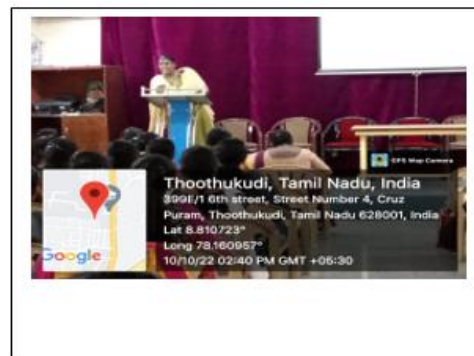 GPS Map Camera
Thoothukudi, Tamil Nadu, India
399E/1 6th street, Street Number 4, Cruz
Puram, Thoothukudi, Tamil Nadu 628001, India
Lat 8.810723°
Long 78.160957°
10/10/22 02:40 PM GMT +05:30
Google